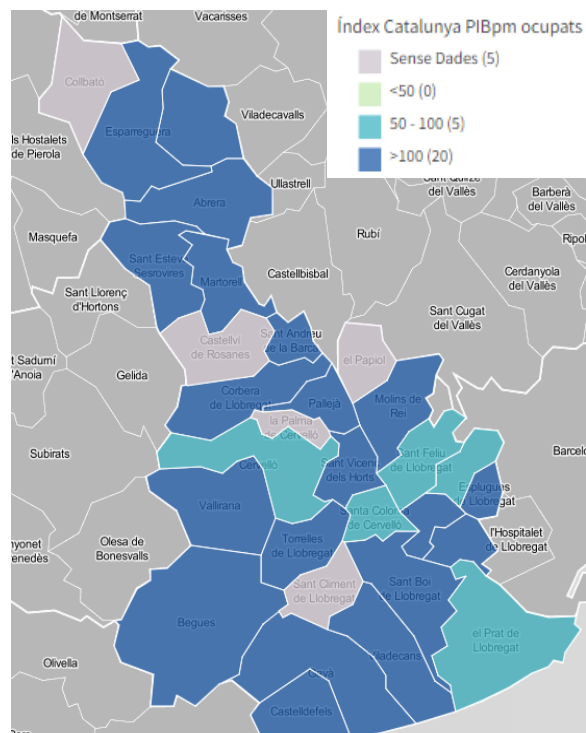 Índex Catalunya PIBpm ocupats
Sense Dades (5)
<50 (0)
50 - 100 (5)
>100 (20)
de Montserrat
Vacarisses
Collbató
Viladecavalls
Esparreguera
ls Hostalets
de Pierola
Ullastrell
Sant Quirze
del Vallès
Barberà
del Vallès
Abrera
Masquefa
Rubí
Ripol
Sant Esteve
Sesrovires
Martorell
Castellbisbal
Cerdanyola
del Vallès
Sant Llorenç
d'Hortons
Sant Cugat
del Vallès
Castellví
de Rosanes
Sant Andreu
de la Barca
el Papiol
t Sadurní
d'Anoia
Gelida
Corbera
de Llobregat
Pallejà
Molins de
Rei
la Palma
de Cervelló
Subirats
Cervelló
Sant Vicenç
dels Horts
Sant Feliu
de Llobregat
Barcelo
Esplugues
de Llobregat
Vallirana
Santa Coloma
de Cervelló
l'Hospitalet
de Llobregat
nyonet
enedès
Olesa de
Bonesvalls
Torrelles
de Llobregat
Sant Climent
de Llobregat
Sant Boi
de Llobregat
Begues
el Prat de
Llobregat
Olivella
Viladecans
Gavà
Castelldefels